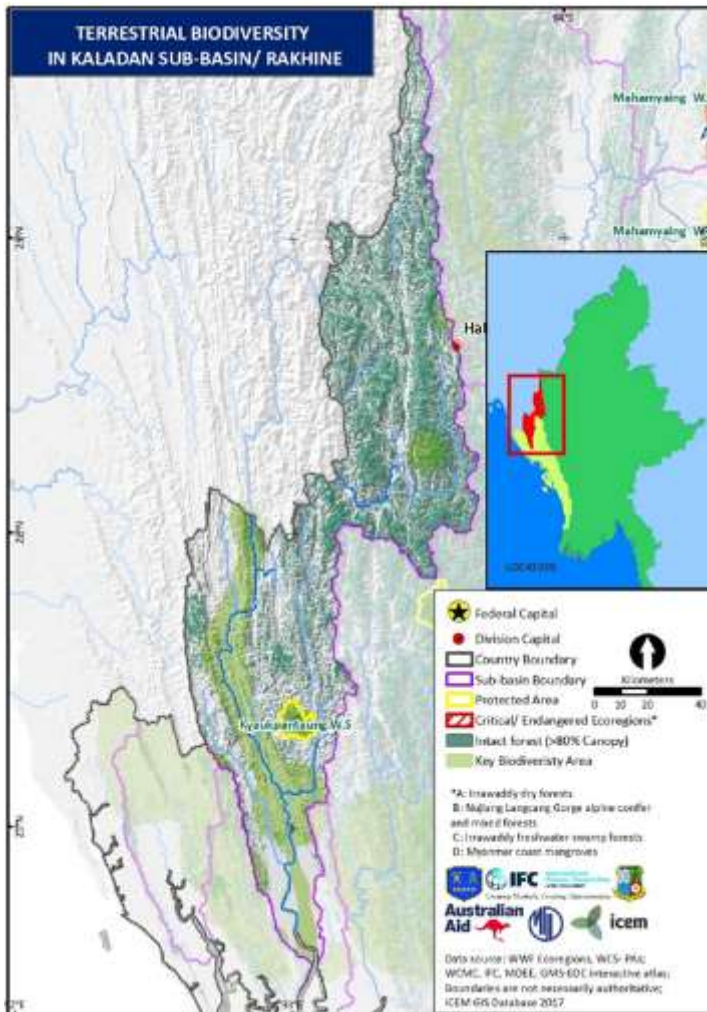 TERRESTRIAL BIODIVERSITY
IN KALADAN SUB-BASIN/ RAKHINE
Mahamyaing W.
Mahamyaing W
Hal
Kyaukpantaung W.S
Federal Capital
Division Capital
Country Boundary
Sub-basin Boundary
Protected Area
Critical/ Endangered Ecoregions*
Intact forest (>80% Canopy)
Key Biodiveristy Area
Kilometers
0 10 20 40
*A: Irrawaddy dry forests
B: Nujiang Langcang Gorge alpine conifer
and mixed forests
C: Irrawaddy freshwater swamp forests
D: Myanmar coast mangroves
IFC
Australian
Aid
icem
Data source: WWF Ecoregions, WCS- PAs;
WCMC, IFC, MOEE, GMS-EOC interactive atlas;
Boundaries are not necessarily authoritative;
ICEM GIS Database 2017